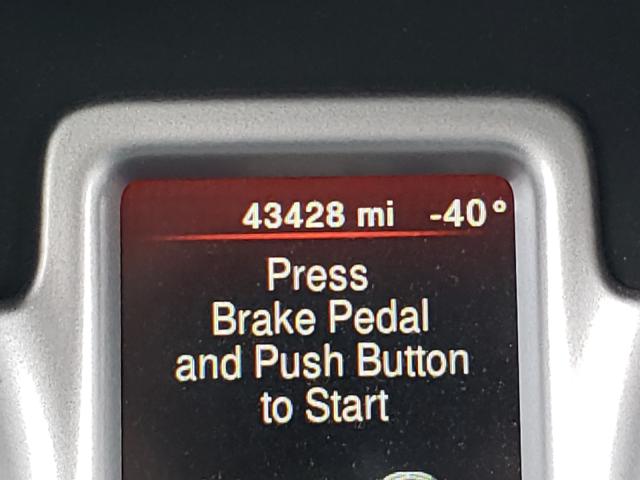 43428 mi -40°
Press
Brake Pedal
and Push Button
to Start